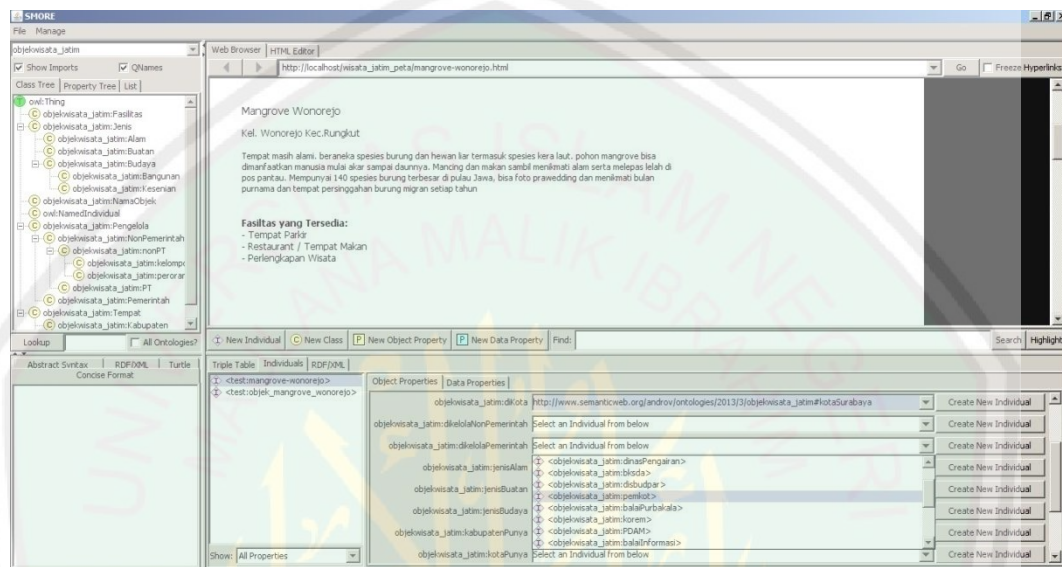 SMORE
File Manage
objekwisata_jatim
Show Imports QNames
Class Tree Property Tree List
owl:Thing
objekwisata_jatim:Fasilitas
objekwisata_jatim:Jenis
objekwisata_jatim:Alam
objekwisata_jatim:Buatan
objekwisata_jatim:Budaya
objekwisata_jatim:Bangunan
objekwisata_jatim:Kesenian
objekwisata_jatim:NamaObjek
owl:NamedIndividual
objekwisata_jatim:Pengelola
objekwisata_jatim:NonPemerintah
objekwisata_jatim:nonPT
objekwisata_jatim:kelompo
objekwisata_jatim:perorar
objekwisata_jatim:PT
objekwisata_jatim:Pemerintah
objekwisata_jatim:Tempat
objekwisata_jatim:Kabupaten
Lookup All Ontologies?
Web Browser HTML Editor
http://localhost/wisata_jatim_peta/mangrove-wonorejo.html Go Freeze Hyperlinks
Mangrove Wonorejo
Kel. Wonorejo Kec.Rungkut
Tempat masih alami. beraneka spesies burung dan hewan liar termasuk spesies kera laut. pohon mangrove bisa
dimanfaatkan manusia mulai akar sampai daunnya. Mancing dan makan sambil menikmati alam serta melepas lelah di
pos pantau. Mempunyai 140 spesies burung terbesar di pulau Jawa, bisa foto prawedding dan menikmati bulan
purnama dan tempat persinggahan burung migran setiap tahun
Fasiltas yang Tersedia:
- Tempat Parkir
- Restaurant / Tempat Makan
- Perlengkapan Wisata
New Individual New Class New Object Property New Data Property Find: Search Highlight
Abstract Syntax RDF/XML Turtle
Concise Format
Triple Table Individuals RDF/XML
<test:mangrove-wonorejo>
<test:objek_mangrove_wonorejo>
Show: All Properties
Object Properties Data Properties
objekwisata_jatim:diKota http://www.semanticweb.org/androv/ontologies/2013/3/objekwisata_jatim#kotaSurabaya Create New Individual
objekwisata_jatim:dikelolaNonPemerintah Select an Individual from below Create New Individual
objekwisata_jatim:dikelolaPemerintah Select an Individual from below Create New Individual
objekwisata_jatim:jenisAlam Create New Individual
objekwisata_jatim:jenisBuatan Create New Individual
objekwisata_jatim:jenisBudaya Create New Individual
objekwisata_jatim:kabupatenPunya Create New Individual
<objekwisata_jatim:dinasPengairan>
<objekwisata_jatim:bksda>
<objekwisata_jatim:disbudpar>
<objekwisata_jatim:pemkot>
<objekwisata_jatim:balaiPurbakala>
<objekwisata_jatim:korem>
<objekwisata_jatim:PDAM>
<objekwisata_jatim:balaiInformasi>
objekwisata_jatim:kotaPunya Select an Individual from below Create New Individual